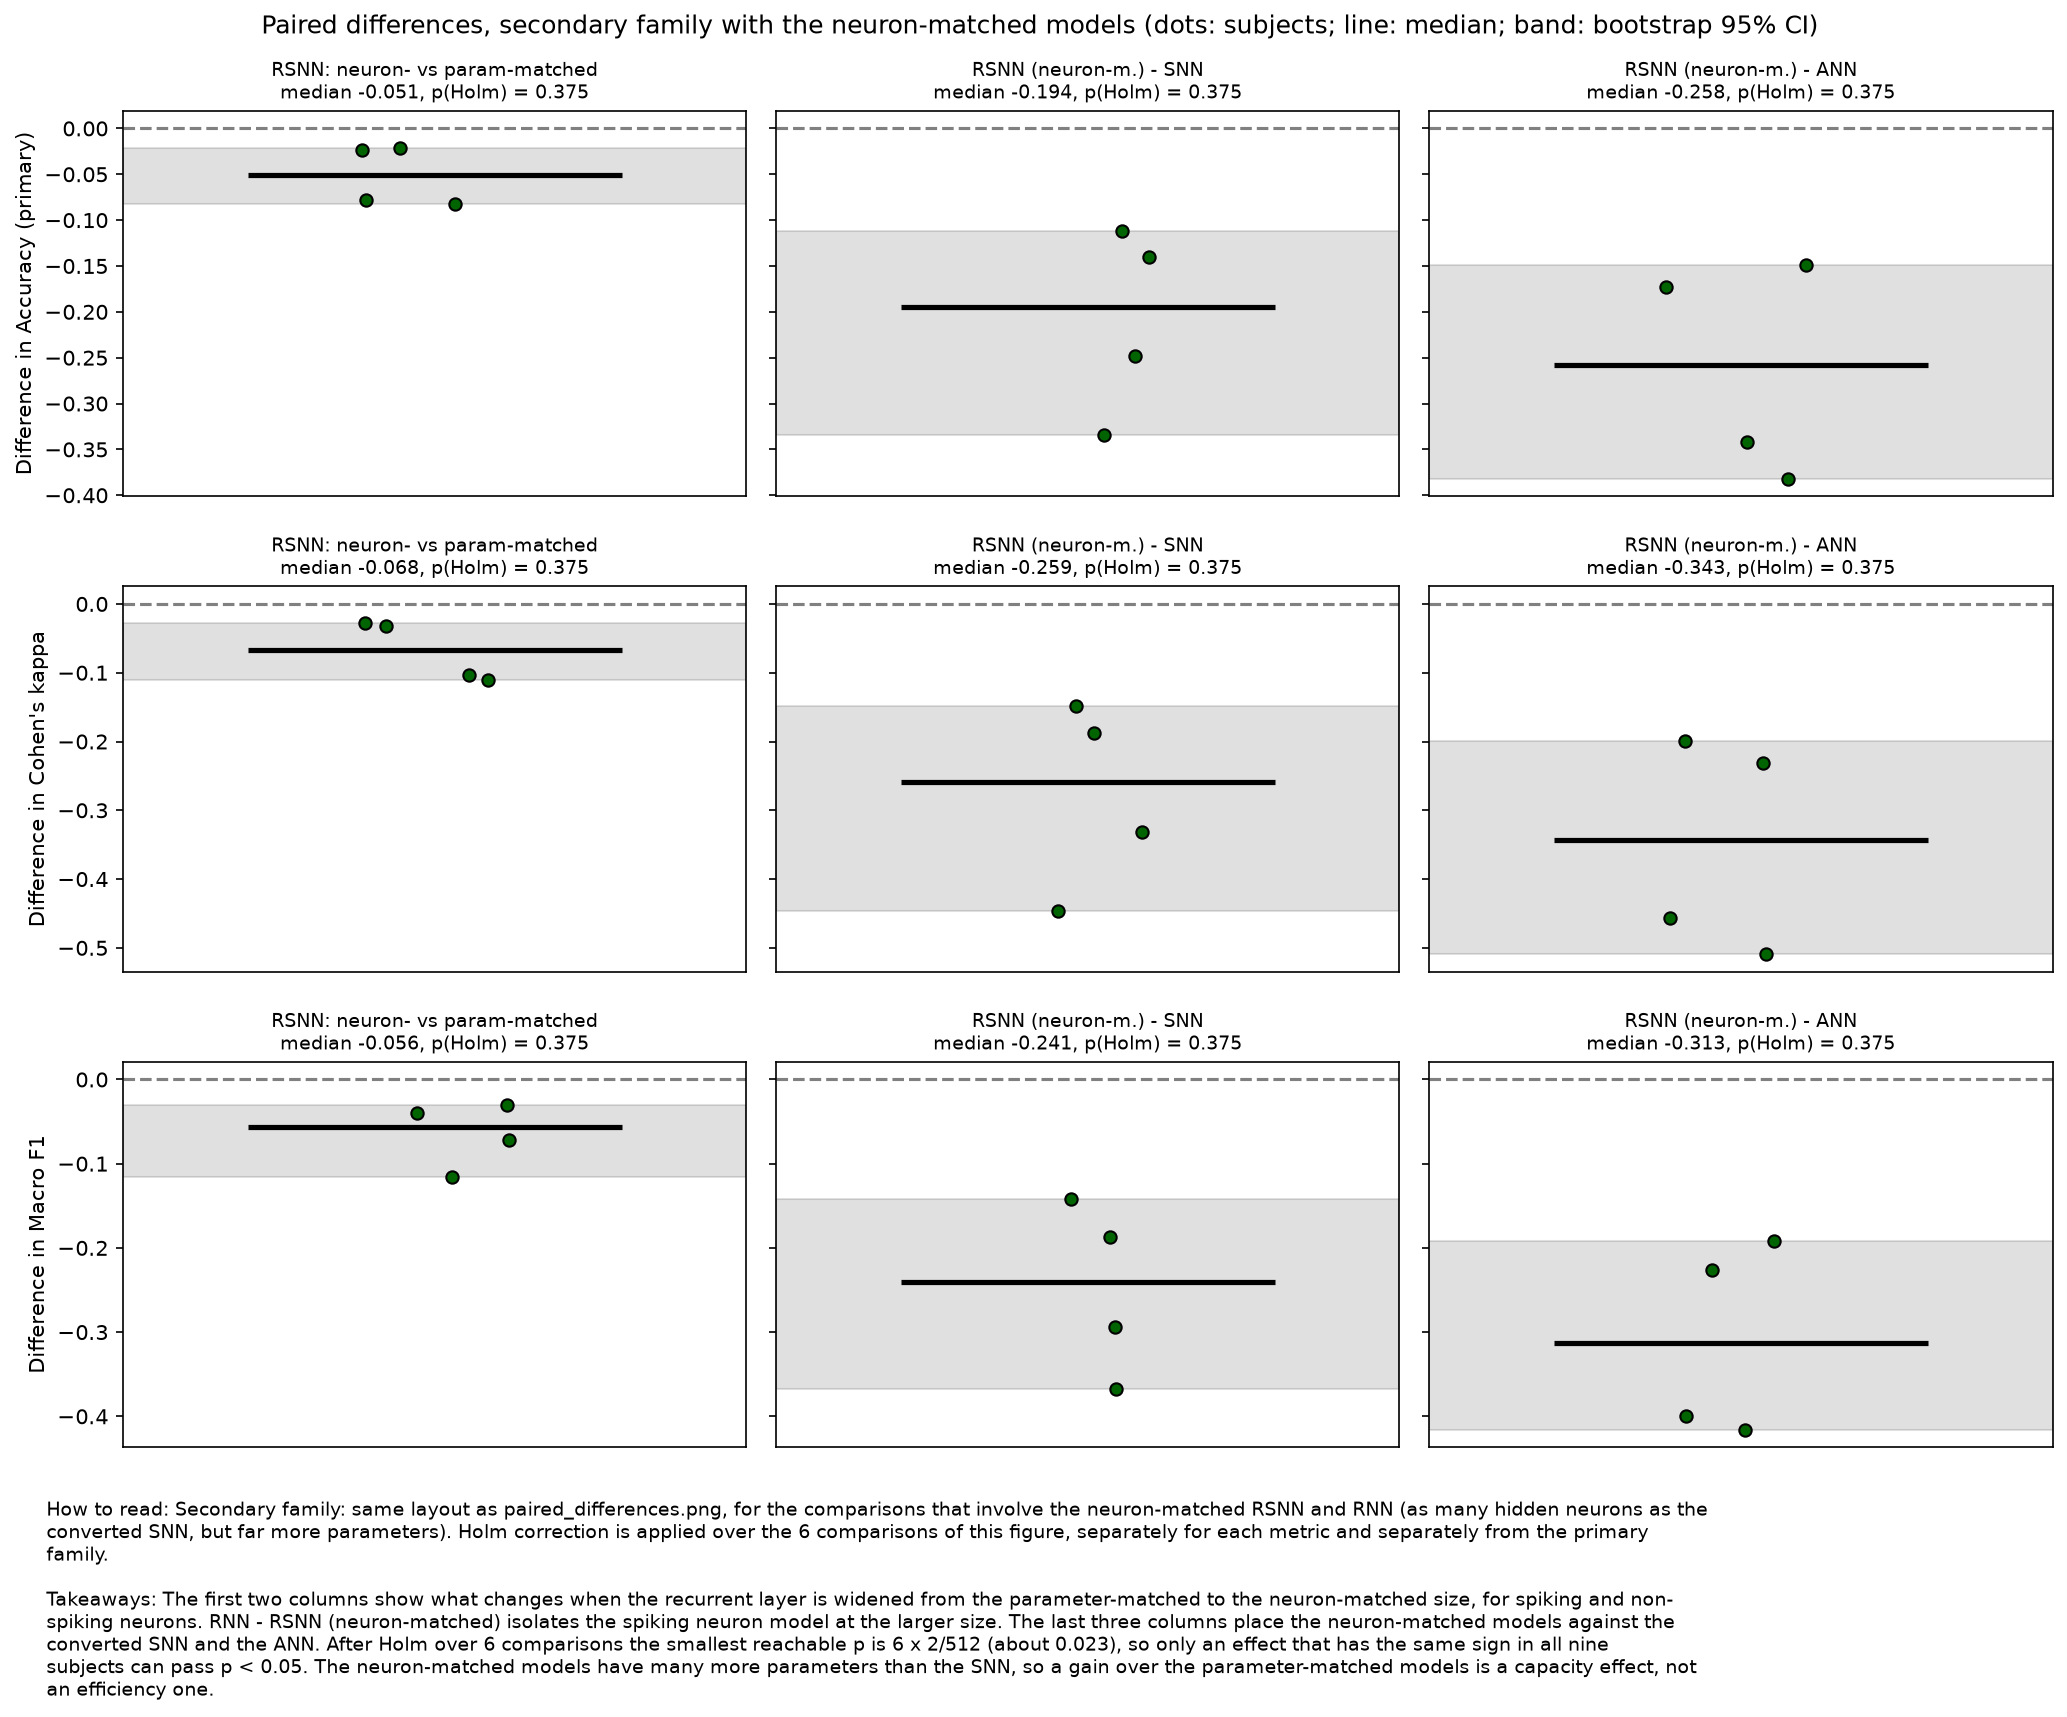 Paired differences, secondary family with the neuron-matched models (dots: subjects; line: median; band: bootstrap 95% CI)
RSNN: neuron- vs param-matched
median -0.051, p(Holm) = 0.375
RSNN (neuron-m.) - SNN
median -0.194, p(Holm) = 0.375
RSNN (neuron-m.) - ANN
median -0.258, p(Holm) = 0.375
Difference in Accuracy (primary)
0.00
−0.05
−0.10
−0.15
−0.20
−0.25
−0.30
−0.35
−0.40
RSNN: neuron- vs param-matched
median -0.068, p(Holm) = 0.375
RSNN (neuron-m.) - SNN
median -0.259, p(Holm) = 0.375
RSNN (neuron-m.) - ANN
median -0.343, p(Holm) = 0.375
Difference in Cohen's kappa
0.0
−0.1
−0.2
−0.3
−0.4
−0.5
RSNN: neuron- vs param-matched
median -0.056, p(Holm) = 0.375
RSNN (neuron-m.) - SNN
median -0.241, p(Holm) = 0.375
RSNN (neuron-m.) - ANN
median -0.313, p(Holm) = 0.375
Difference in Macro F1
0.0
−0.1
−0.2
−0.3
−0.4
How to read: Secondary family: same layout as paired_differences.png, for the comparisons that involve the neuron-matched RSNN and RNN (as many hidden neurons as the
converted SNN, but far more parameters). Holm correction is applied over the 6 comparisons of this figure, separately for each metric and separately from the primary
family.
Takeaways: The first two columns show what changes when the recurrent layer is widened from the parameter-matched to the neuron-matched size, for spiking and non-
spiking neurons. RNN - RSNN (neuron-matched) isolates the spiking neuron model at the larger size. The last three columns place the neuron-matched models against the
converted SNN and the ANN. After Holm over 6 comparisons the smallest reachable p is 6 x 2/512 (about 0.023), so only an effect that has the same sign in all nine
subjects can pass p < 0.05. The neuron-matched models have many more parameters than the SNN, so a gain over the parameter-matched models is a capacity effect, not
an efficiency one.